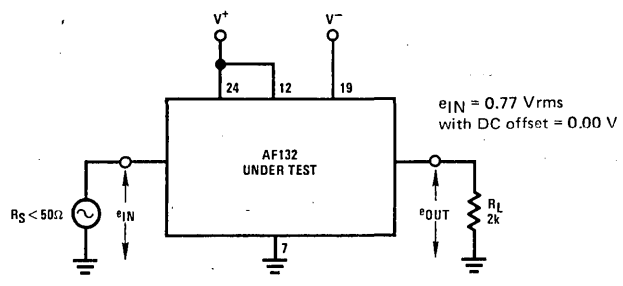 V+ V−
24 12 19
eIN = 0.77 Vrms
with DC offset = 0.00 V
AF132
UNDER TEST
RS<50Ω eIN eOUT RL
2k
7